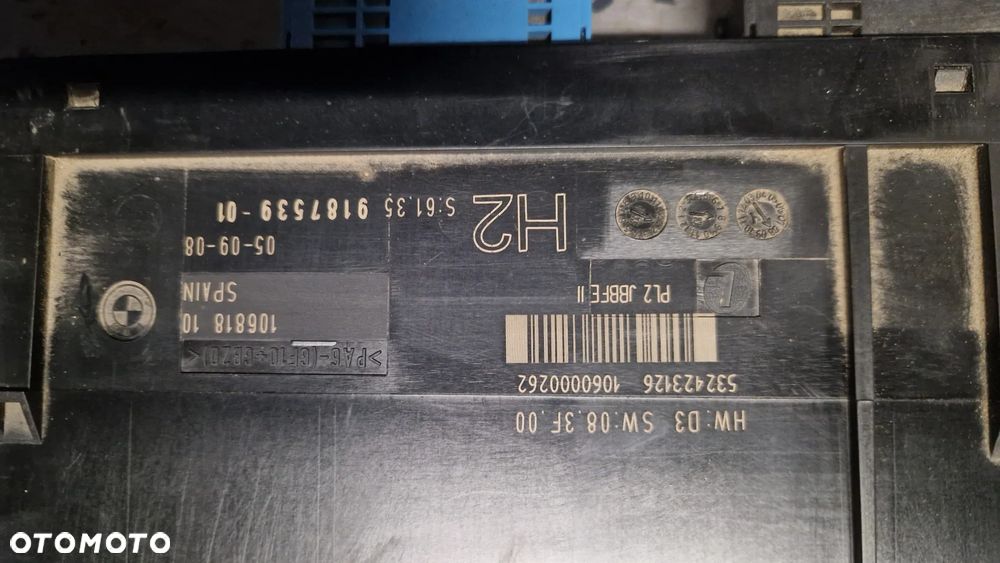 HW:D3 SW:08.3F.00
532423126 1060000262
PL2 JBBFE II
H2
>PA6-(GF10+GB20)<
106818 10
SPAIN
05-09-08
S:61.35 9187539-01
OTOMOTO